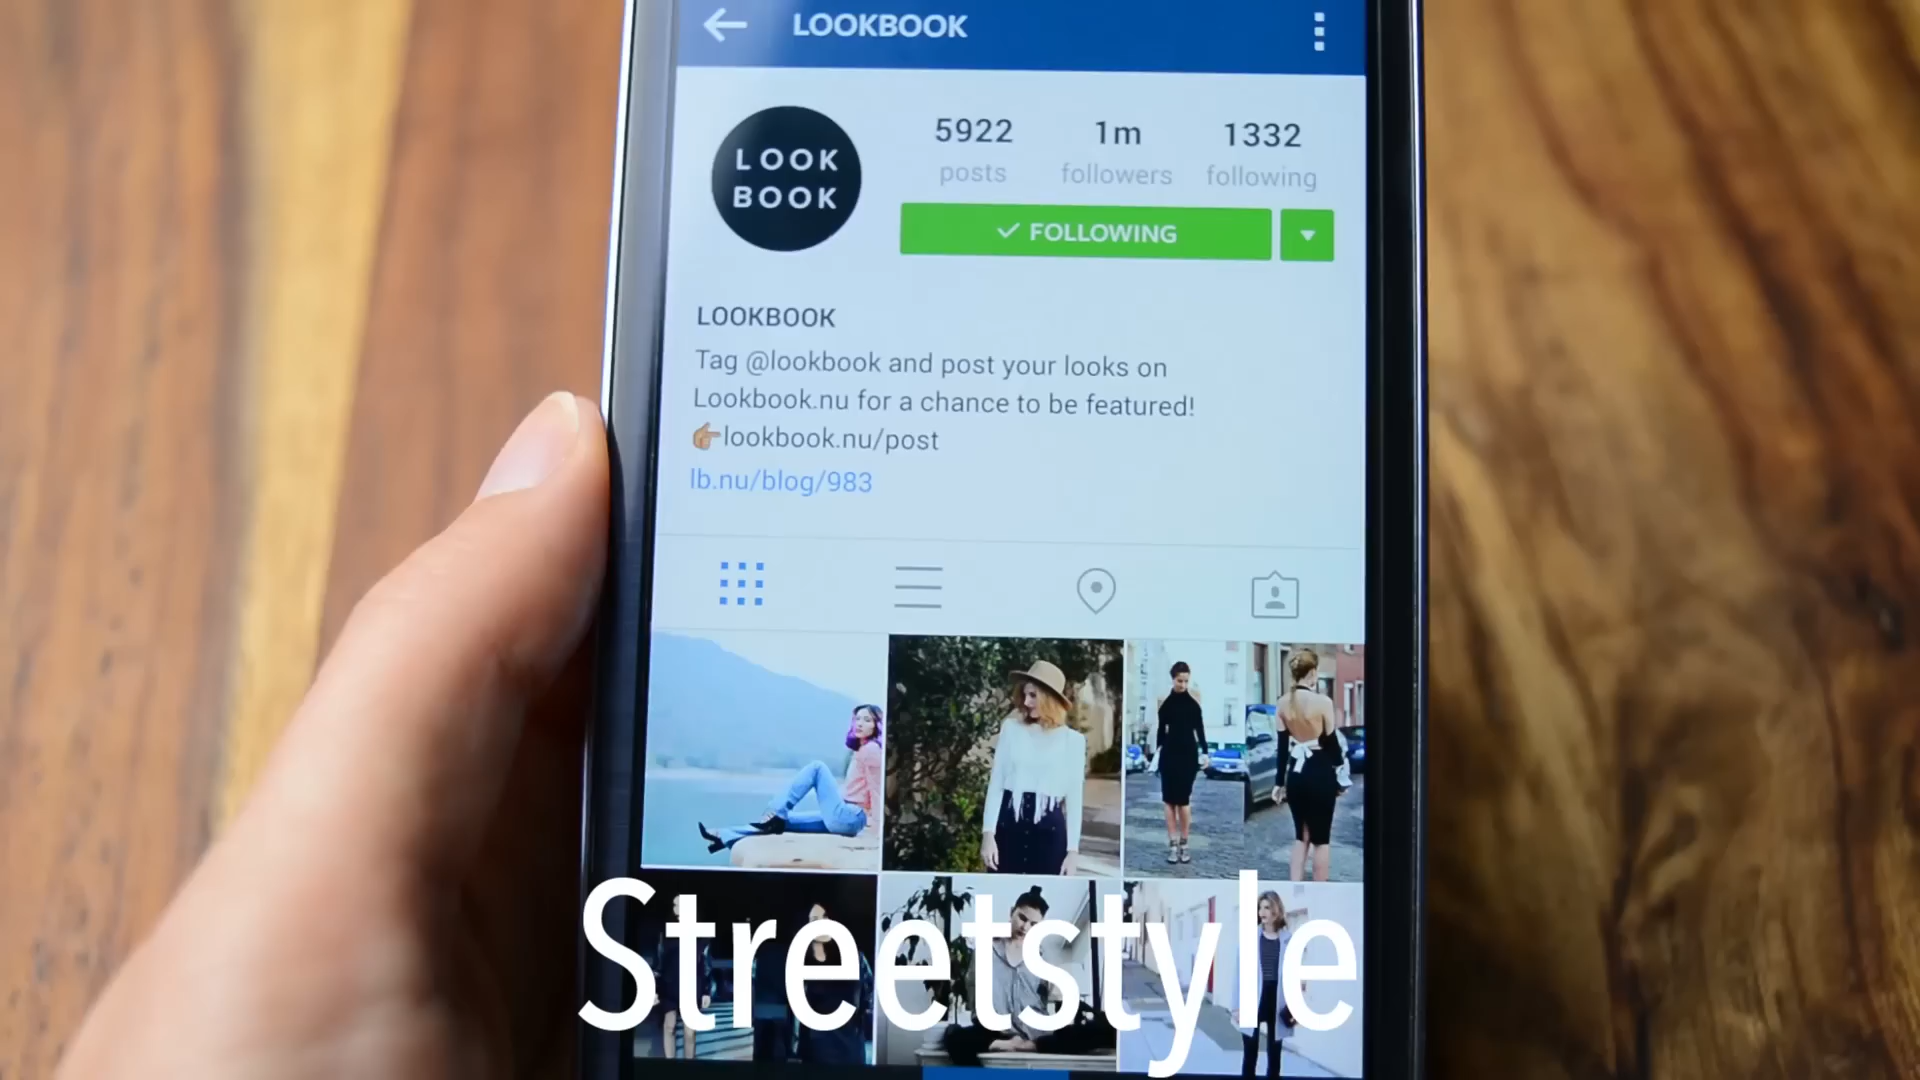 LOOKBOOK
LOOK
BOOK
5922 1m 1332
posts followers following
FOLLOWING
LOOKBOOK
Tag @lookbook and post your looks on
Lookbook.nu for a chance to be featured!
lookbook.nu/post
lb.nu/blog/983
Streetstyle